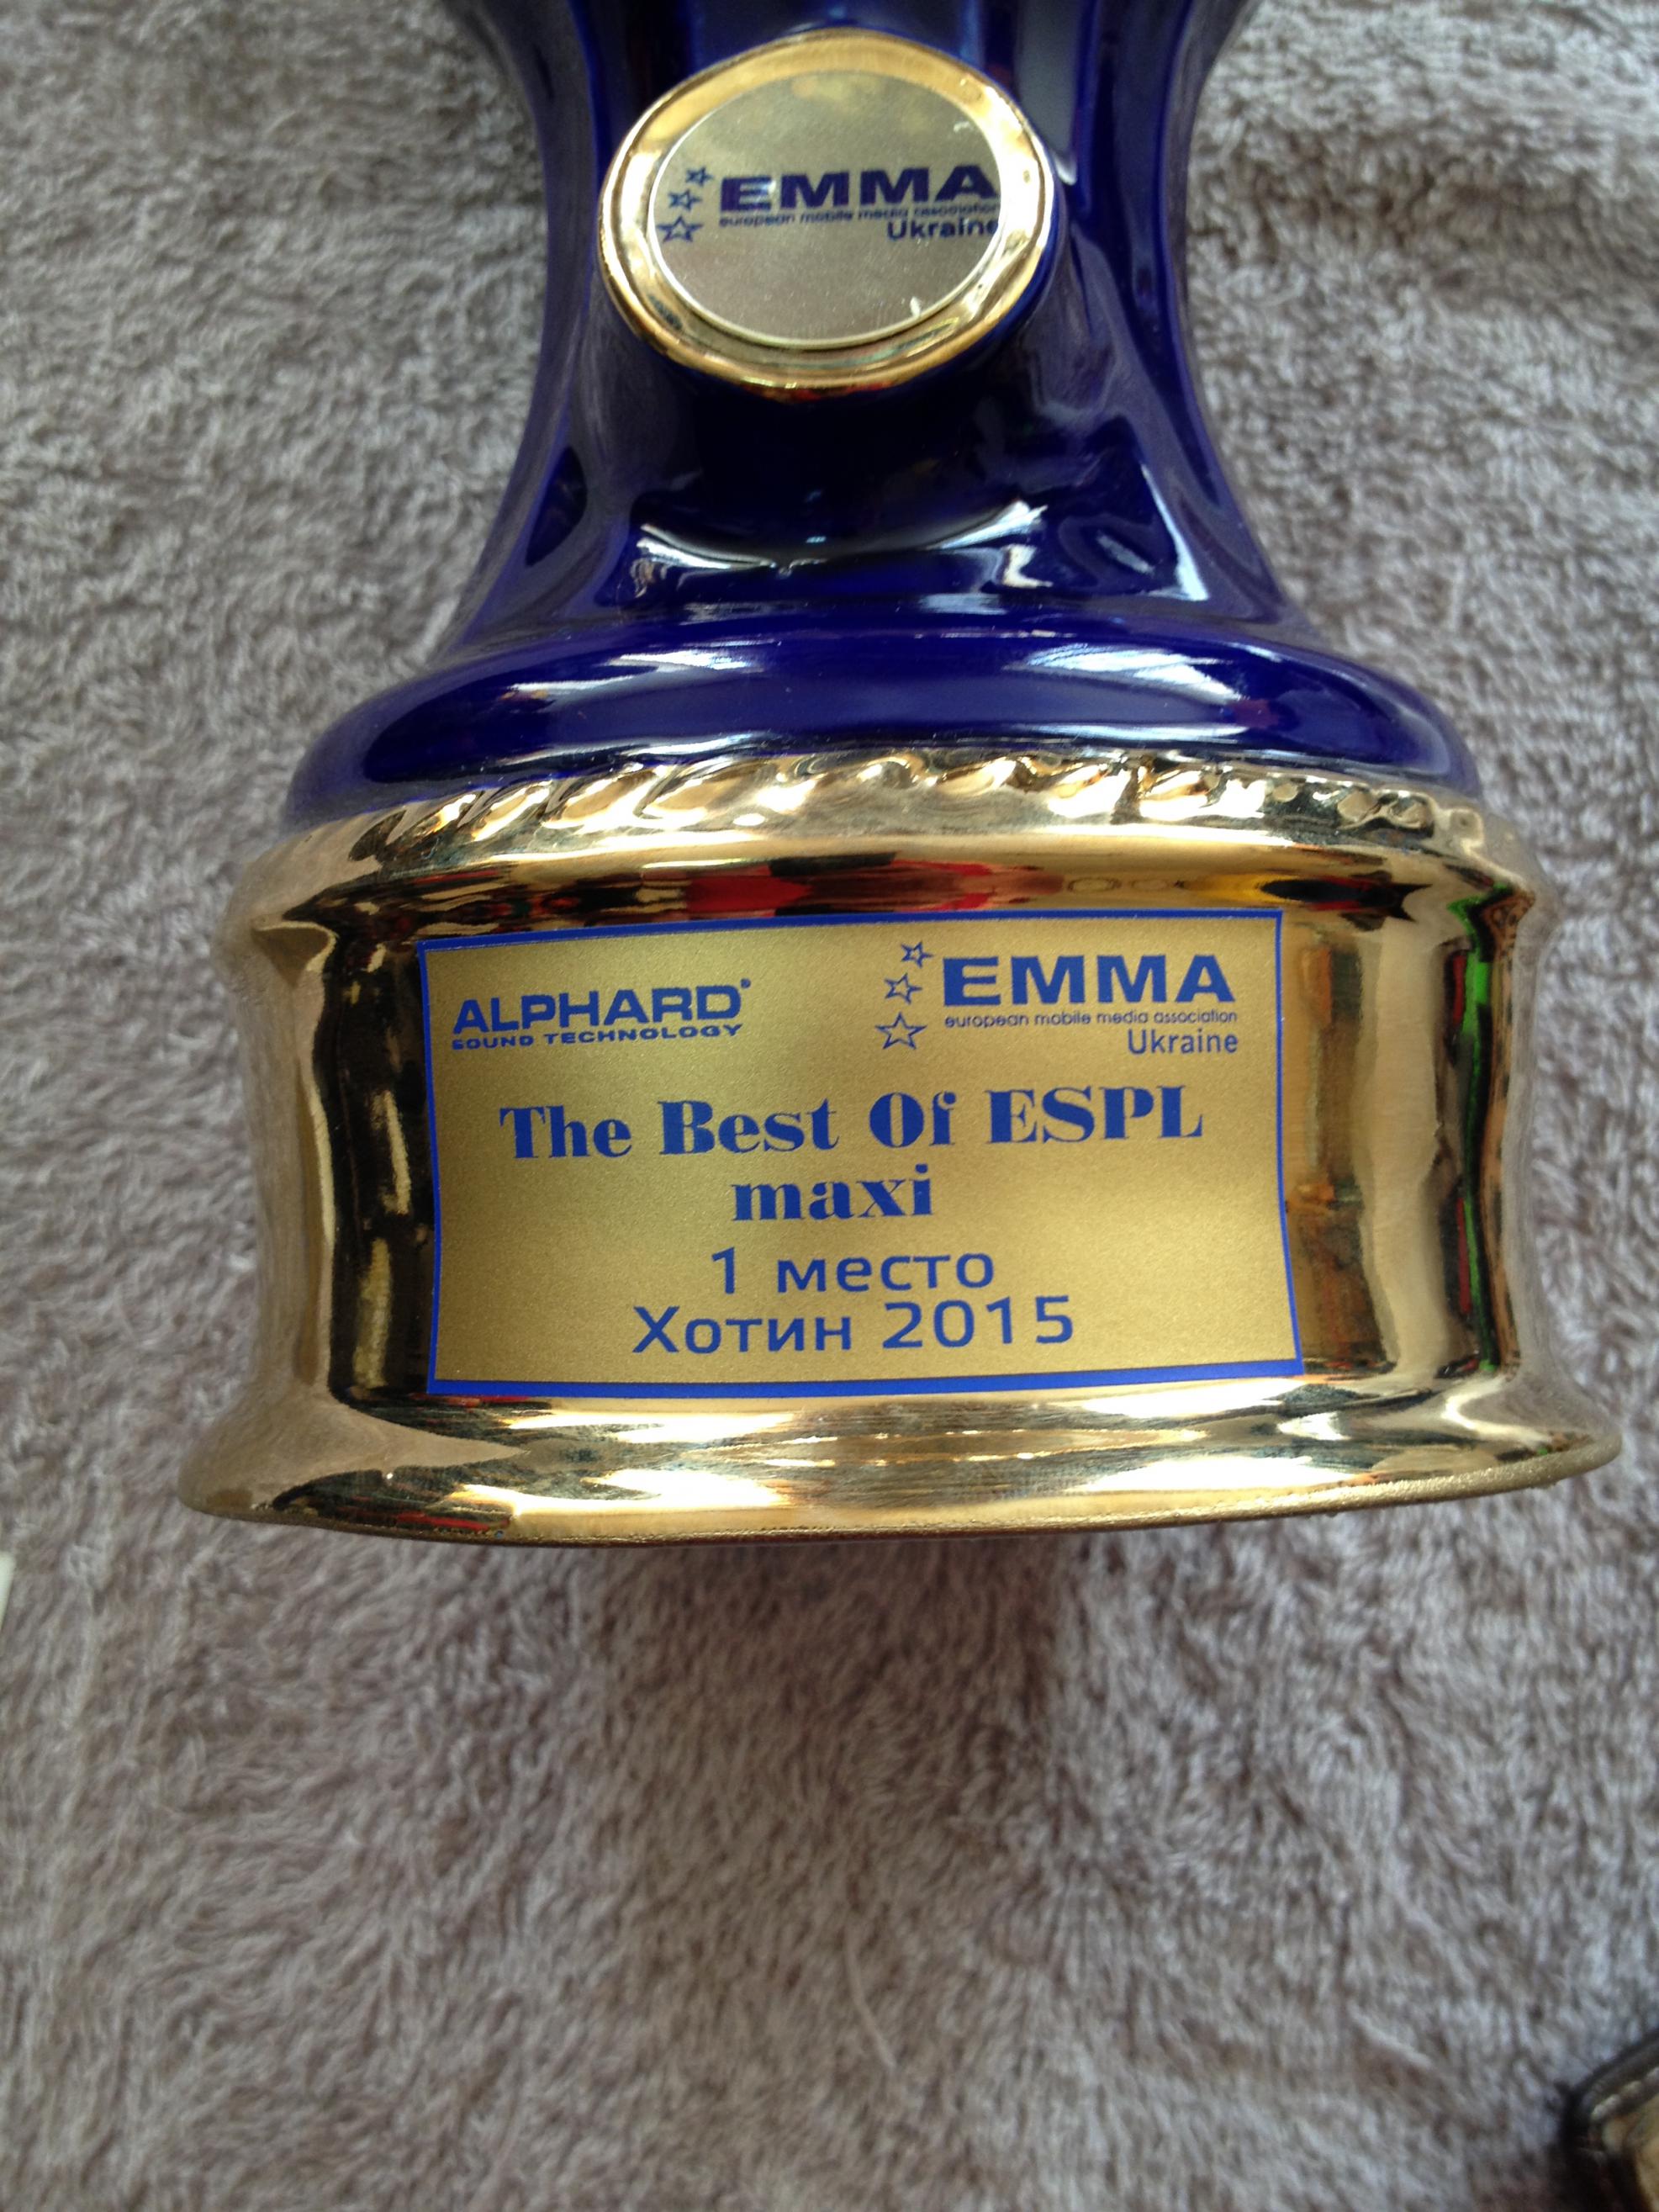 EMMA
european mobile media association
Ukraine
ALPHARD
SOUND TECHNOLOGY
EMMA
european mobile media association
Ukraine
The Best Of ESPL
maxi
1 место
Хотин 2015